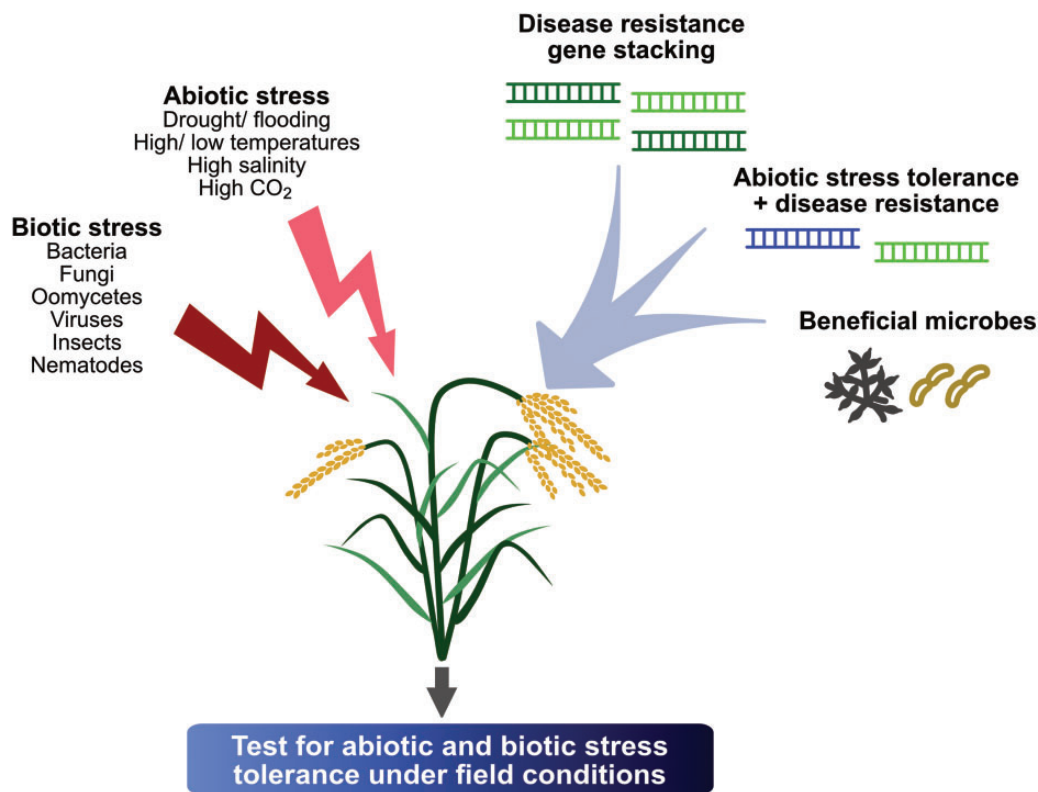 Disease resistance
gene stacking
Abiotic stress
Drought/ flooding
High/ low temperatures
High salinity
High CO₂
Abiotic stress tolerance
+ disease resistance
Biotic stress
Bacteria
Fungi
Oomycetes
Viruses
Insects
Nematodes
Beneficial microbes
Test for abiotic and biotic stress
tolerance under field conditions